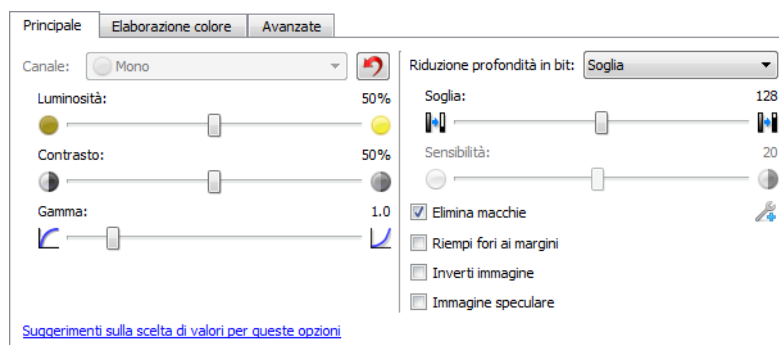 Principale Elaborazione colore Avanzate
Canale: Mono
Luminosità: 50%
Contrasto: 50%
Gamma: 1.0
Riduzione profondità in bit: Soglia
Soglia: 128
Sensibilità: 20
Elimina macchie
Riempi fori ai margini
Inverti immagine
Immagine speculare
Suggerimenti sulla scelta di valori per queste opzioni